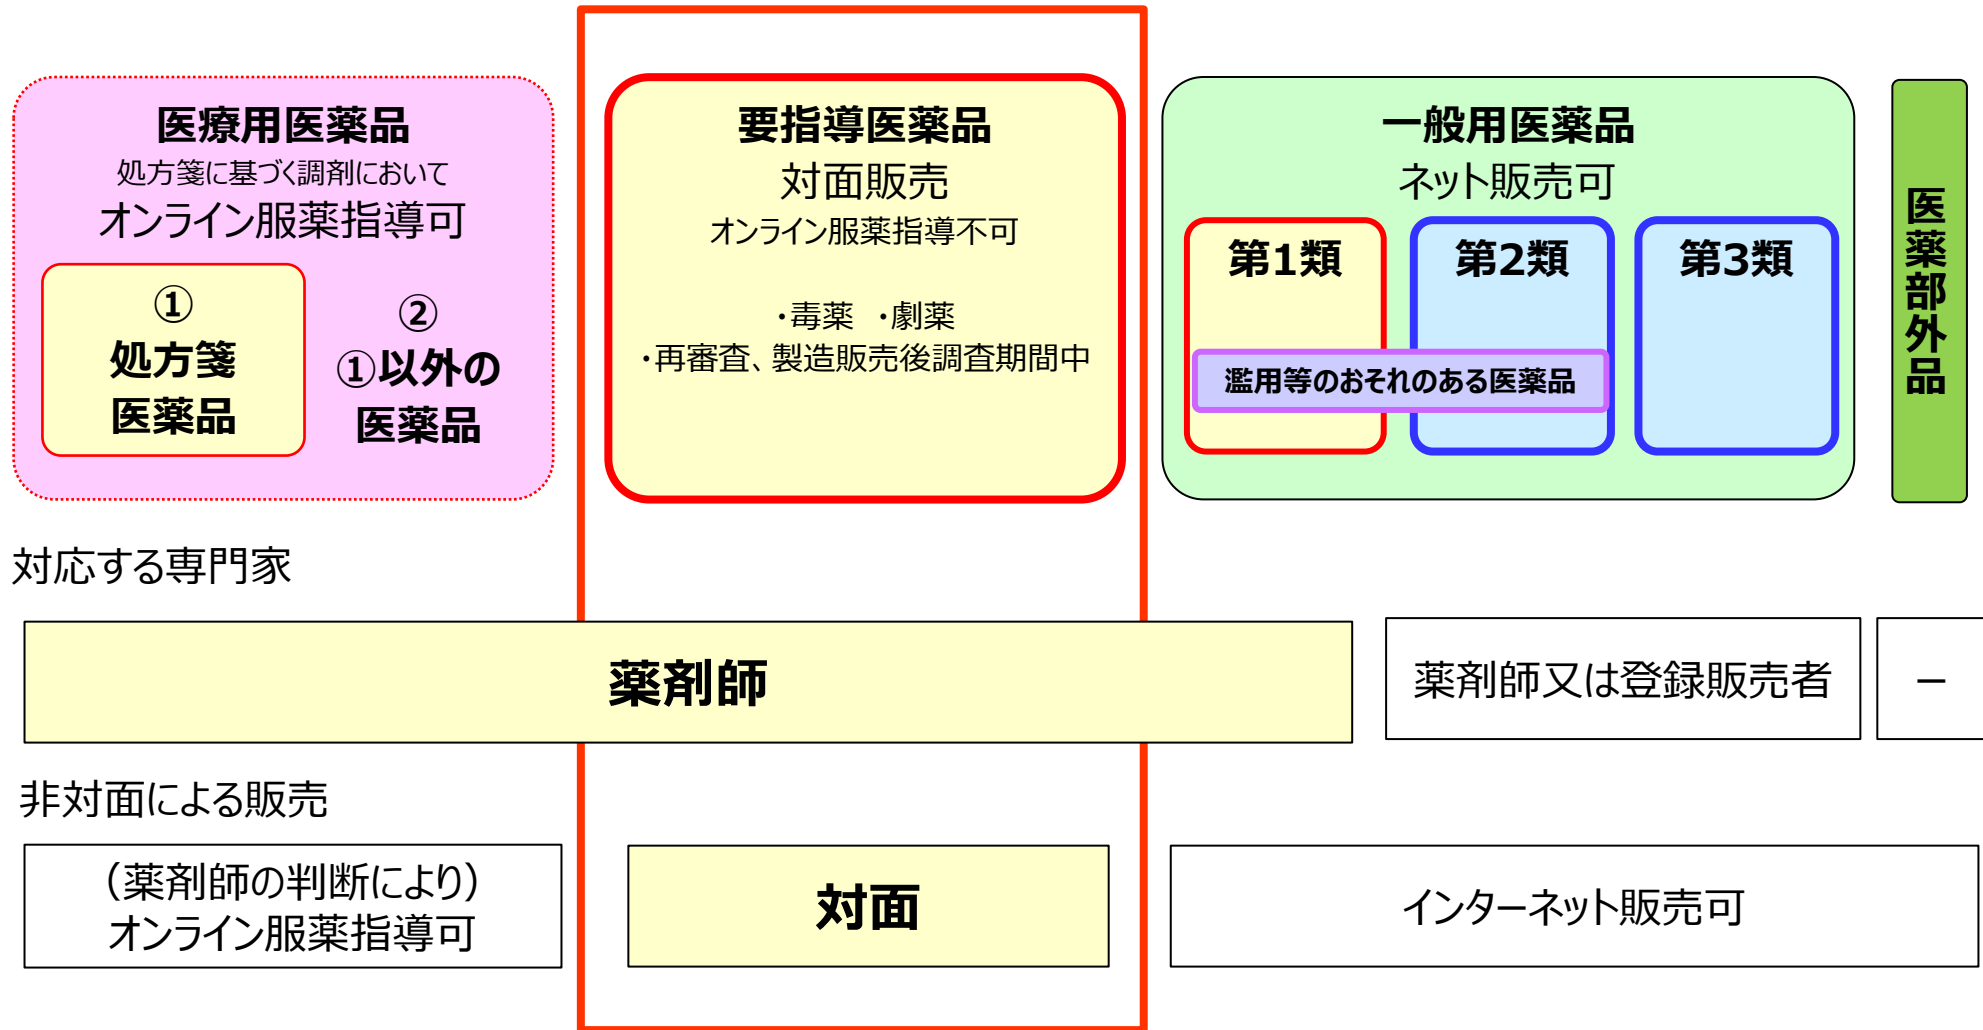 医療用医薬品
処方箋に基づく調剤において
オンライン服薬指導可
①
処方箋
医薬品
②
①以外の
医薬品
要指導医薬品
対面販売
オンライン服薬指導不可
・毒薬 ・劇薬
・再審査、製造販売後調査期間中
一般用医薬品
ネット販売可
第1類
第2類
第3類
濫用等のおそれのある医薬品
医薬部外品
対応する専門家
薬剤師
薬剤師又は登録販売者
－
非対面による販売
（薬剤師の判断により）
オンライン服薬指導可
対面
インターネット販売可